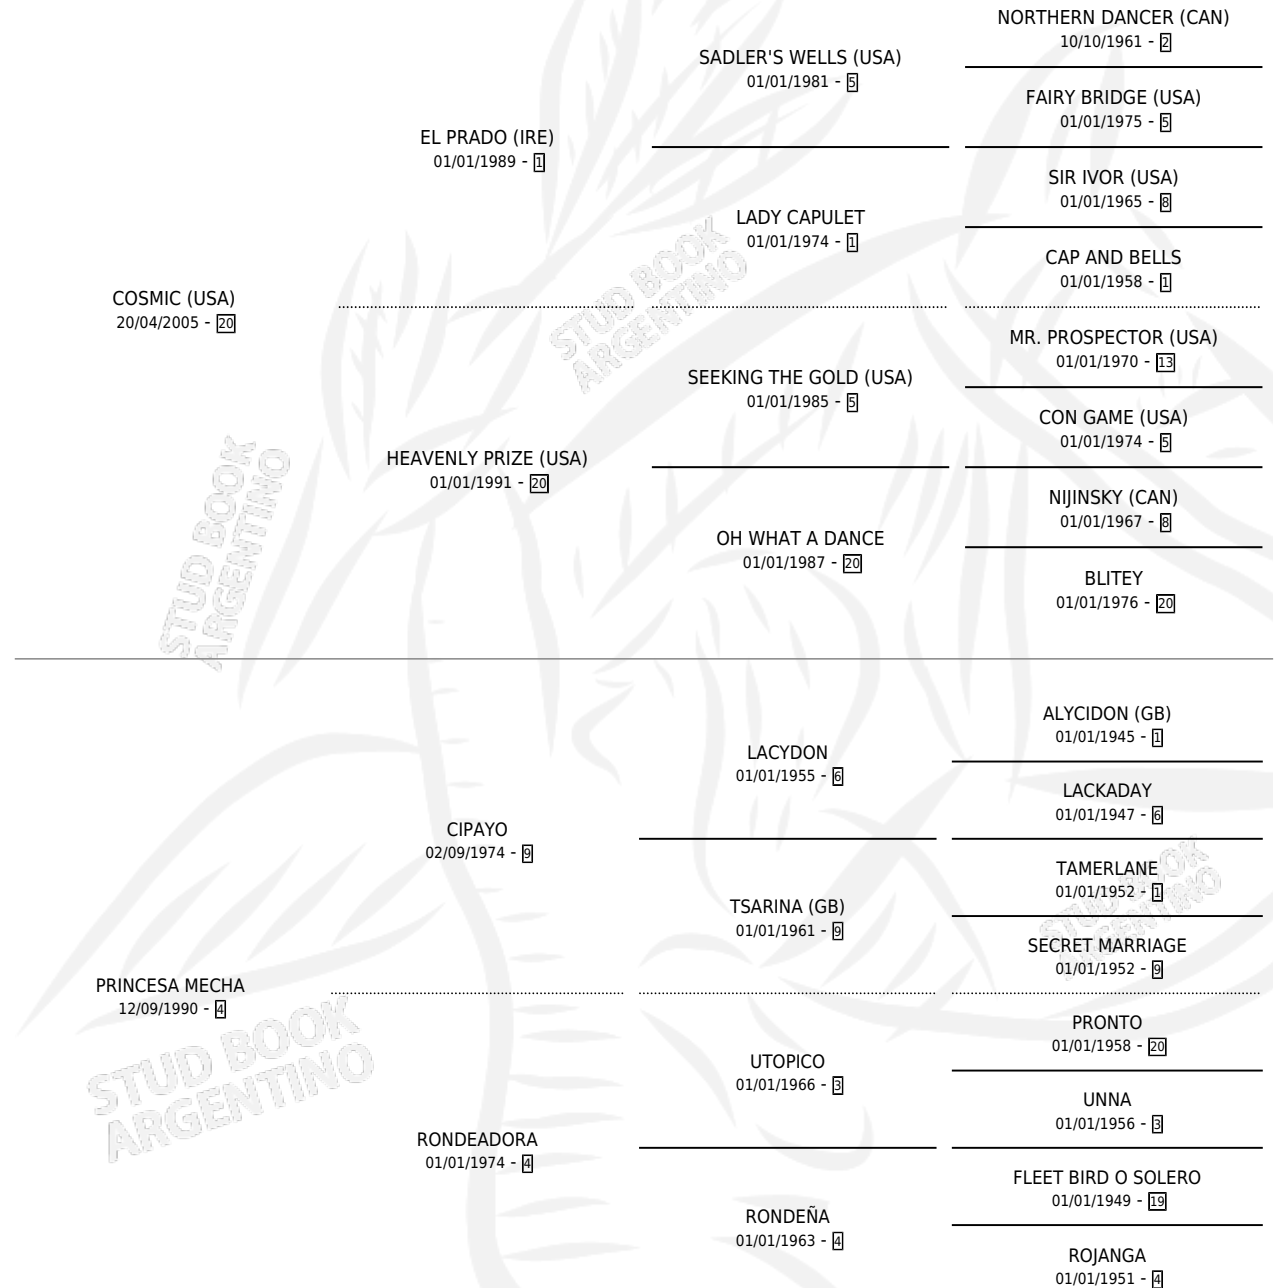 NORTHERN DANCER (CAN)
10/10/1961 - 2
SADLER'S WELLS (USA)
01/01/1981 - 5
FAIRY BRIDGE (USA)
01/01/1975 - 5
EL PRADO (IRE)
01/01/1989 - 1
SIR IVOR (USA)
01/01/1965 - 8
LADY CAPULET
01/01/1974 - 1
CAP AND BELLS
01/01/1958 - 1
COSMIC (USA)
20/04/2005 - 20
MR. PROSPECTOR (USA)
01/01/1970 - 13
SEEKING THE GOLD (USA)
01/01/1985 - 5
CON GAME (USA)
01/01/1974 - 5
HEAVENLY PRIZE (USA)
01/01/1991 - 20
NIJINSKY (CAN)
01/01/1967 - 8
OH WHAT A DANCE
01/01/1987 - 20
BLITEY
01/01/1976 - 20
ALYCIDON (GB)
01/01/1945 - 1
LACYDON
01/01/1955 - 6
LACKADAY
01/01/1947 - 6
CIPAYO
02/09/1974 - 9
TAMERLANE
01/01/1952 - 1
TSARINA (GB)
01/01/1961 - 9
SECRET MARRIAGE
01/01/1952 - 9
PRINCESA MECHA
12/09/1990 - 4
PRONTO
01/01/1958 - 20
UTOPICO
01/01/1966 - 3
UNNA
01/01/1956 - 3
RONDEADORA
01/01/1974 - 4
FLEET BIRD O SOLERO
01/01/1949 - 19
RONDEÑA
01/01/1963 - 4
ROJANGA
01/01/1951 - 4
STUD BOOK
ARGENTINO
STUD BOOK
ARGENTINO
STUD BOOK
ARGENTINO
STUD BOOK
ARGENTINO